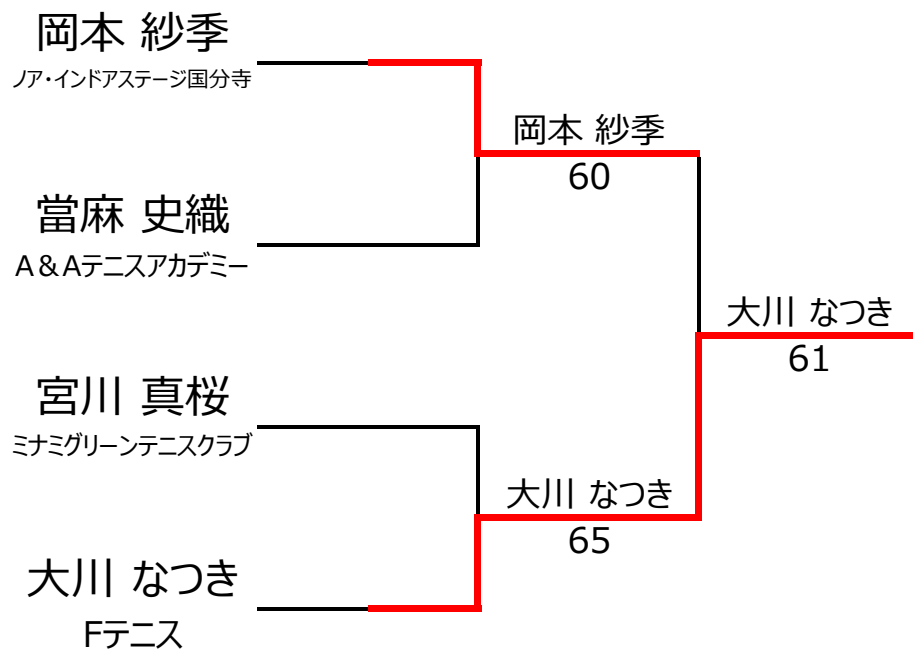 岡本 紗季
ノア・インドアステージ国分寺
岡本 紗季
60
當麻 史織
A＆Aテニスアカデミー
大川 なつき
61
宮川 真桜
ミナミグリーンテニスクラブ
大川 なつき
65
大川 なつき
Fテニス